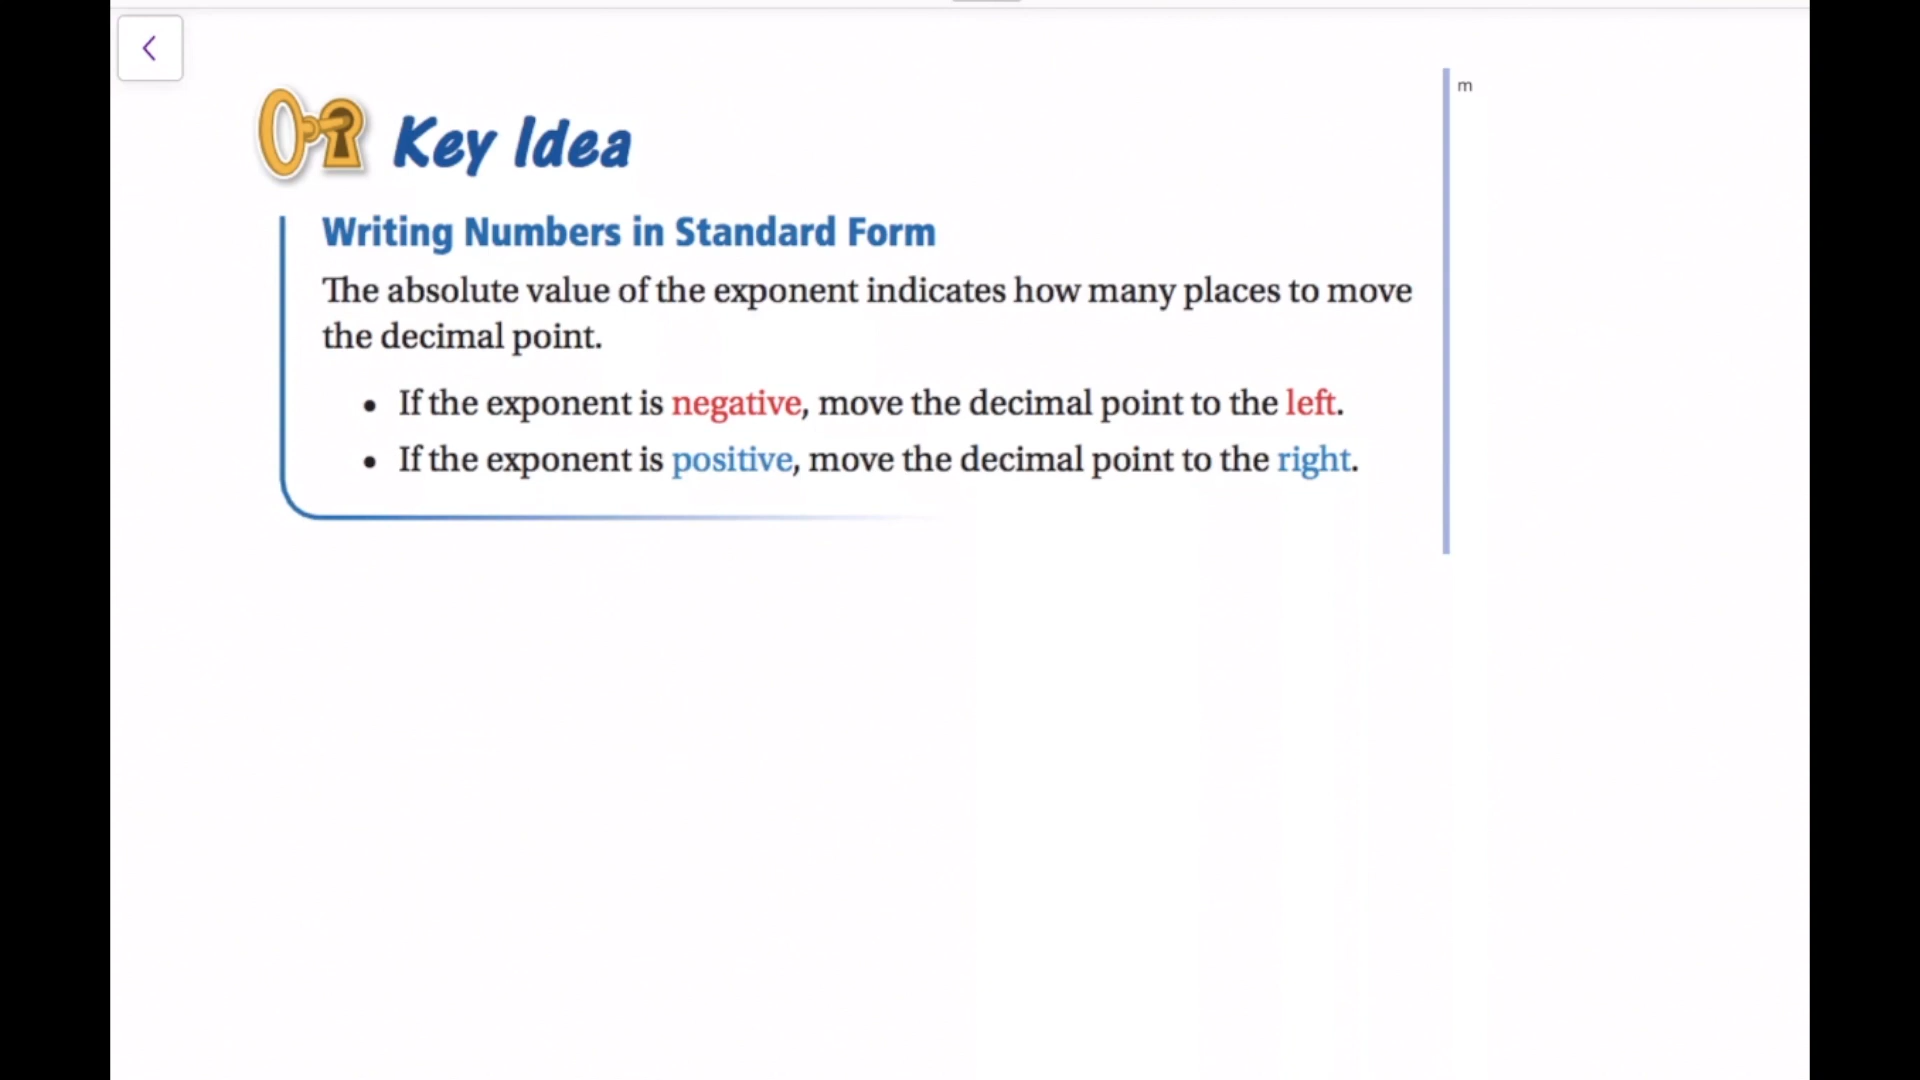 Key Idea
m
Writing Numbers in Standard Form
The absolute value of the exponent indicates how many places to move
the decimal point.
• If the exponent is negative, move the decimal point to the left.
• If the exponent is positive, move the decimal point to the right.